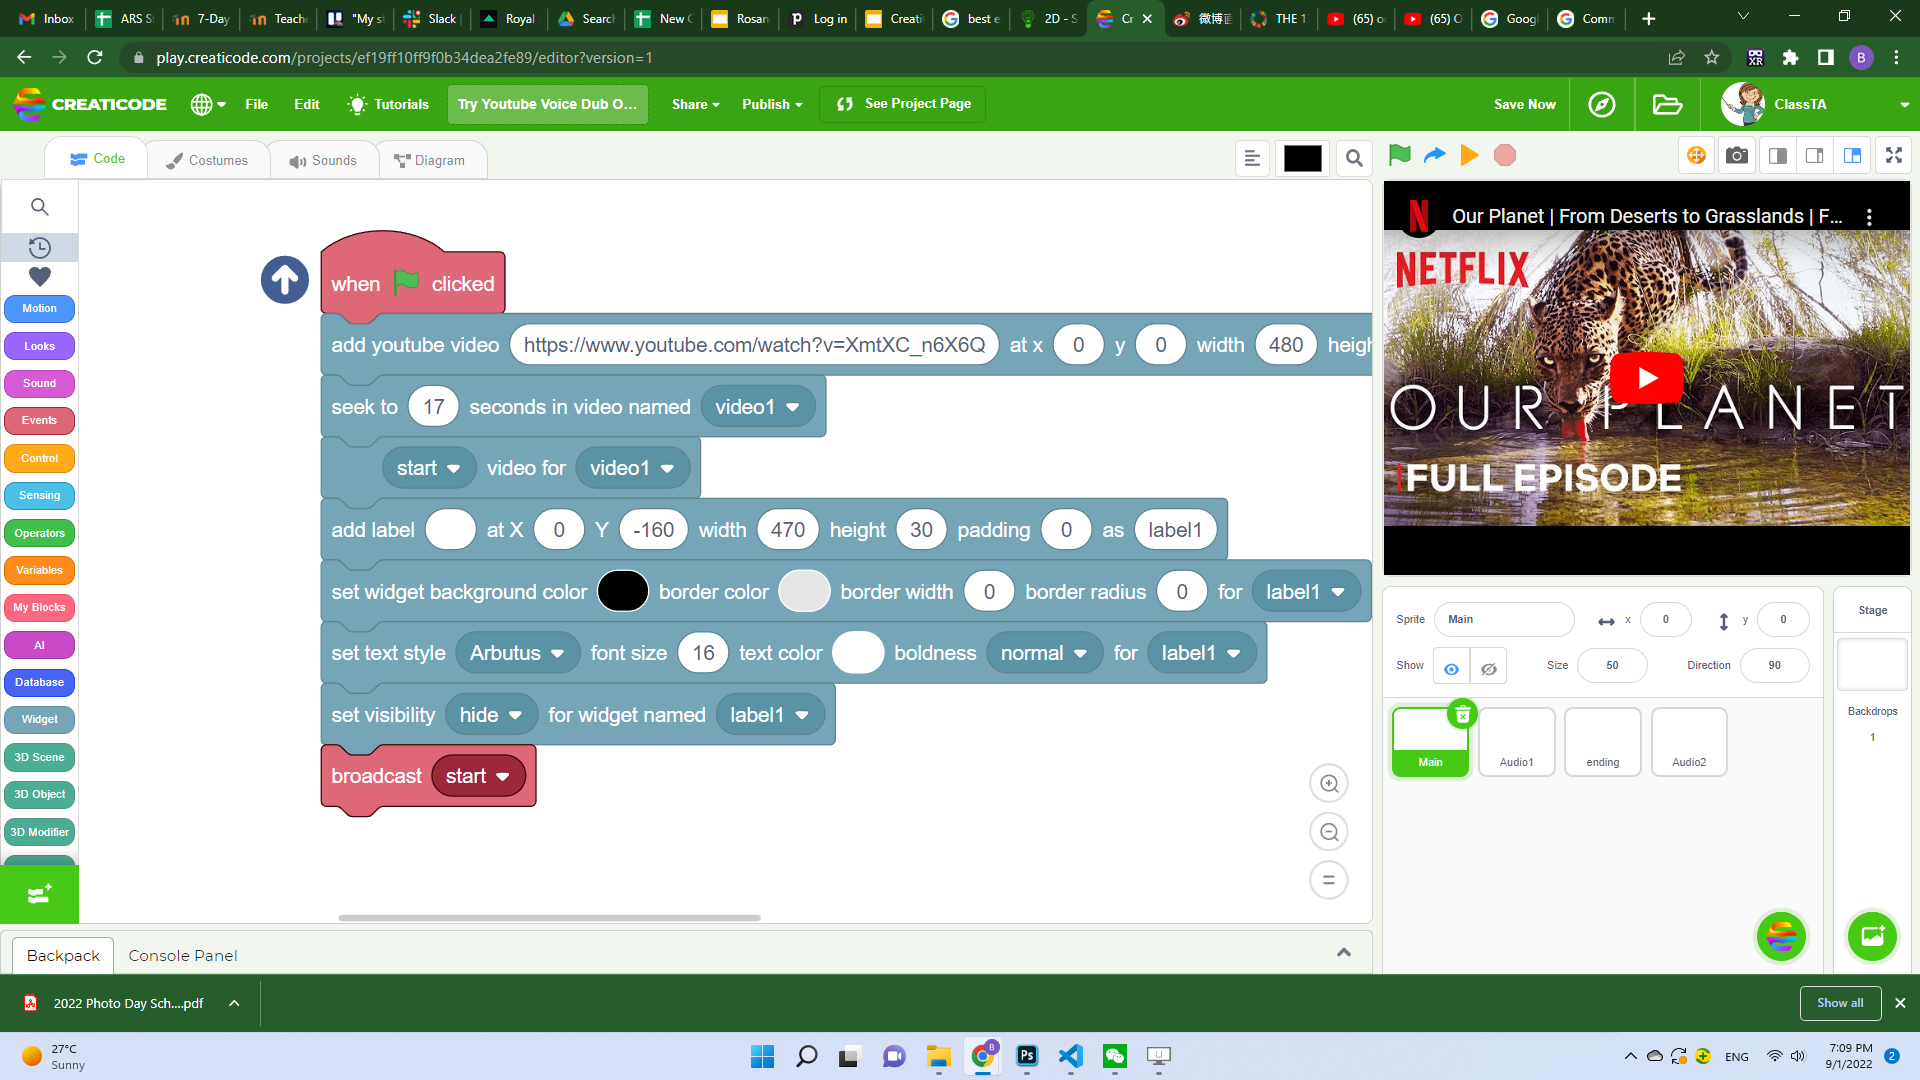 Inbox
ARS S
7-Day
Teache
"My s
Slack
Royal
Searc
New C
Rosan
Log in
Creati
best e
2D - S
Cr
微博
THE 1
(65) o
(65) O
Googl
Comm
play.creaticode.com/projects/ef19ff10ff9f0b34dea2fe89/editor?version=1
B
CREATICODE
File
Edit
Tutorials
Try Youtube Voice Dub O...
Share
Publish
See Project Page
Save Now
ClassTA
Code
Costumes
Sounds
Diagram
Motion
Looks
Sound
Events
Control
Sensing
Operators
Variables
My Blocks
AI
Database
Widget
3D Scene
3D Object
3D Modifier
when clicked
add youtube video https://www.youtube.com/watch?v=XmtXC_n6X6Q at x 0 y 0 width 480 heigh
seek to 17 seconds in video named video1
start video for video1
add label at X 0 Y -160 width 470 height 30 padding 0 as label1
set widget background color border color border width 0 border radius 0 for label1
set text style Arbutus font size 16 text color boldness normal for label1
set visibility hide for widget named label1
broadcast start
N Our Planet | From Deserts to Grasslands | F...
NETFLIX
OUR PLANET
FULL EPISODE
Sprite Main x 0 y 0
Show Size 50 Direction 90
Main
Audio1
ending
Audio2
Stage
Backdrops
1
Backpack
Console Panel
2022 Photo Day Sch....pdf
Show all
27°C
Sunny
B
Ps
ENG
7:09 PM
9/1/2022
2